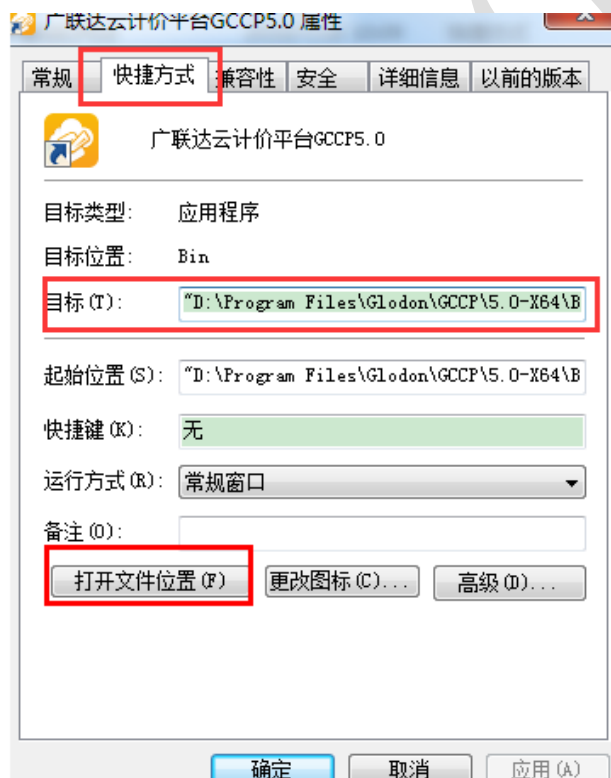 广联达云计价平台GCCP5.0 属性
常规 快捷方式 兼容性 安全 详细信息 以前的版本
广联达云计价平台GCCP5.0
目标类型: 应用程序
目标位置: Bin
目标(T): "D:\Program Files\Glodon\GCCP\5.0-X64\B
起始位置(S): "D:\Program Files\Glodon\GCCP\5.0-X64\B
快捷键(K): 无
运行方式(R): 常规窗口
备注(O):
打开文件位置(F) 更改图标(C)... 高级(D)...
确定 取消 应用(A)